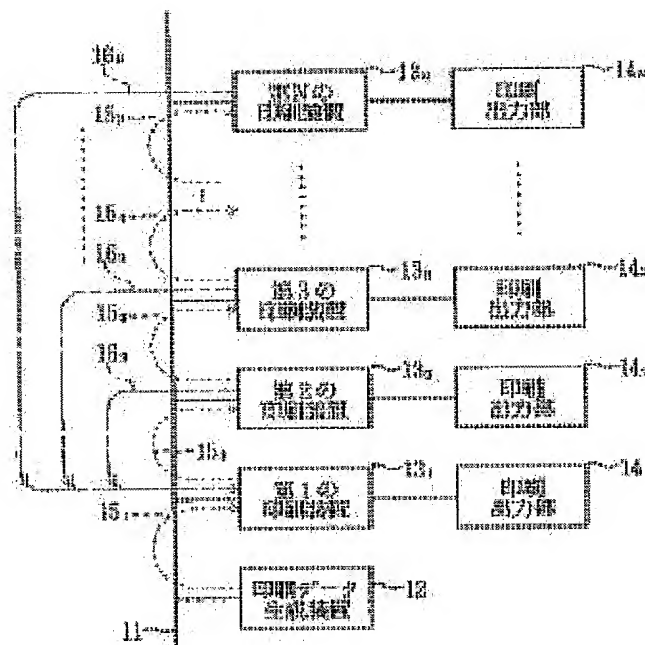 16N
13N
14N
第Nの
印刷装置
印刷
出力部
15N
154
163
133
143
第3の
印刷装置
印刷
出力部
153
162
132
142
第2の
印刷装置
印刷
出力部
152
131
14
第1の
印刷装置
印刷
出力部
15
印刷データ
生成装置
12
11